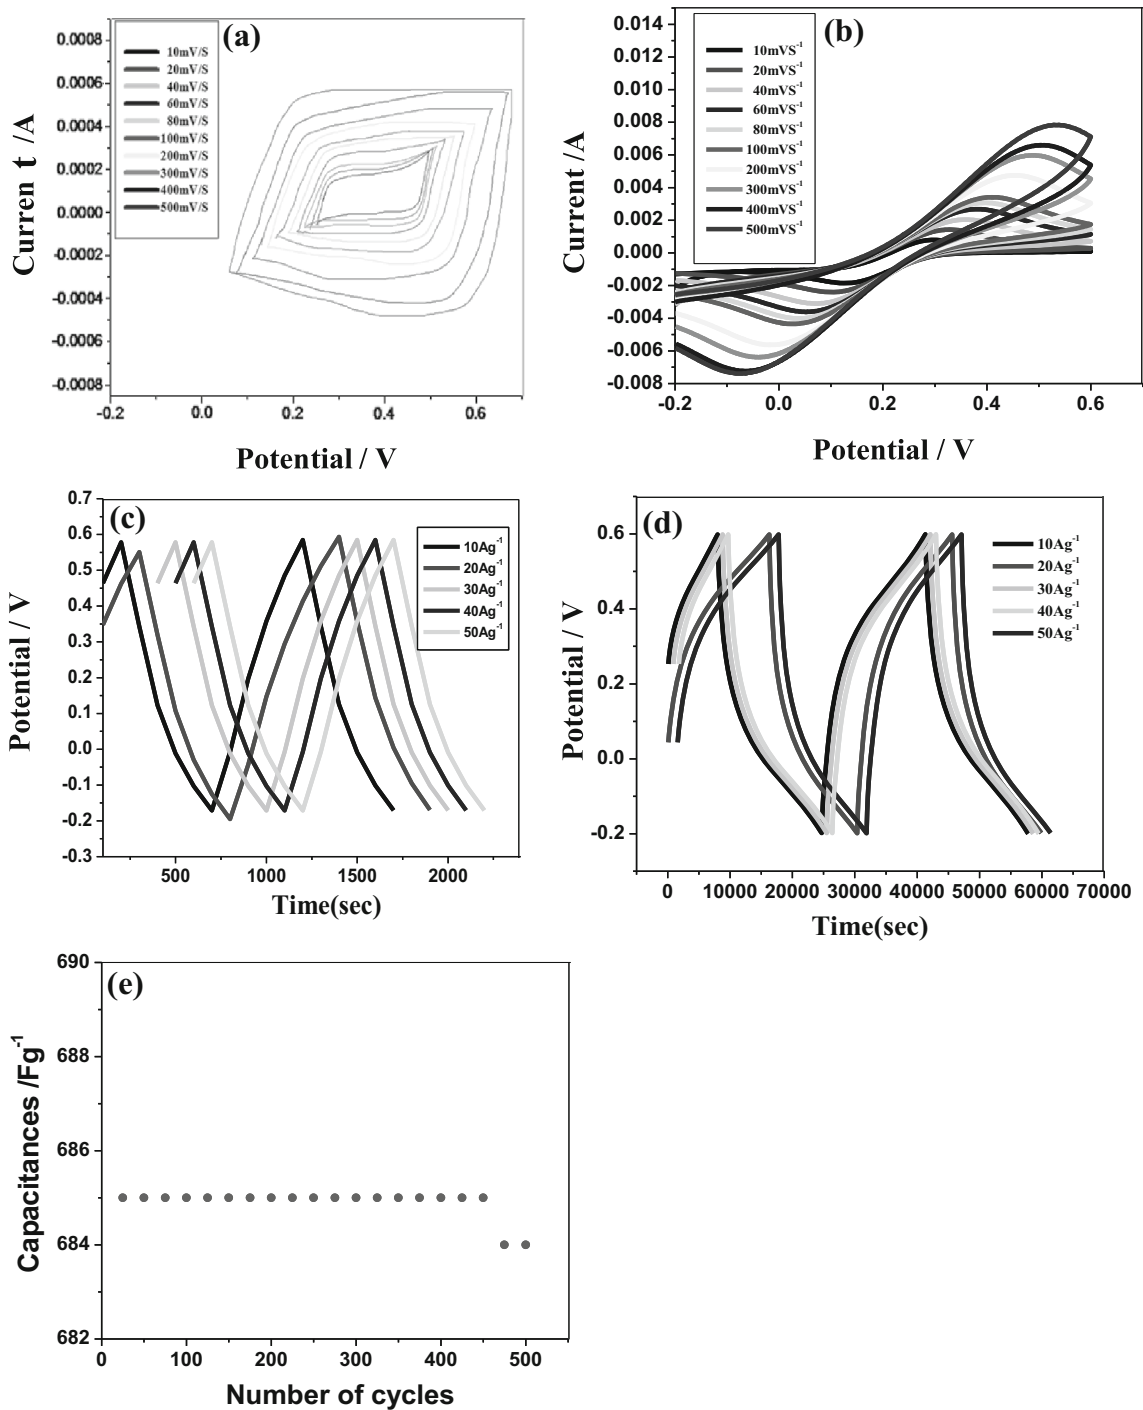 (a)
0.0008
0.0006
0.0004
0.0002
0.0000
-0.0002
-0.0004
-0.0006
-0.0008
-0.2
0.0
0.2
0.4
0.6
Curren t /A
Potential / V
10mV/S
20mV/S
40mV/S
60mV/S
80mV/S
100mV/S
200mV/S
300mV/S
400mV/S
500mV/S
(b)
0.014
0.012
0.010
0.008
0.006
0.004
0.002
0.000
-0.002
-0.004
-0.006
-0.008
-0.2
0.0
0.2
0.4
0.6
Current /A
Potential / V
10mVS-1
20mVS-1
40mVS-1
60mVS-1
80mVS-1
100mVS-1
200mVS-1
300mVS-1
400mVS-1
500mVS-1
(c)
0.7
0.6
0.5
0.4
0.3
0.2
0.1
0.0
-0.1
-0.2
-0.3
500
1000
1500
2000
Potential / V
Time(sec)
10Ag-1
20Ag-1
30Ag-1
40Ag-1
50Ag-1
(d)
0.6
0.4
0.2
0.0
-0.2
0
10000
20000
30000
40000
50000
60000
70000
Potential / V
Time(sec)
10Ag-1
20Ag-1
30Ag-1
40Ag-1
50Ag-1
(e)
690
688
686
684
682
0
100
200
300
400
500
Capacitances /Fg-1
Number of cycles